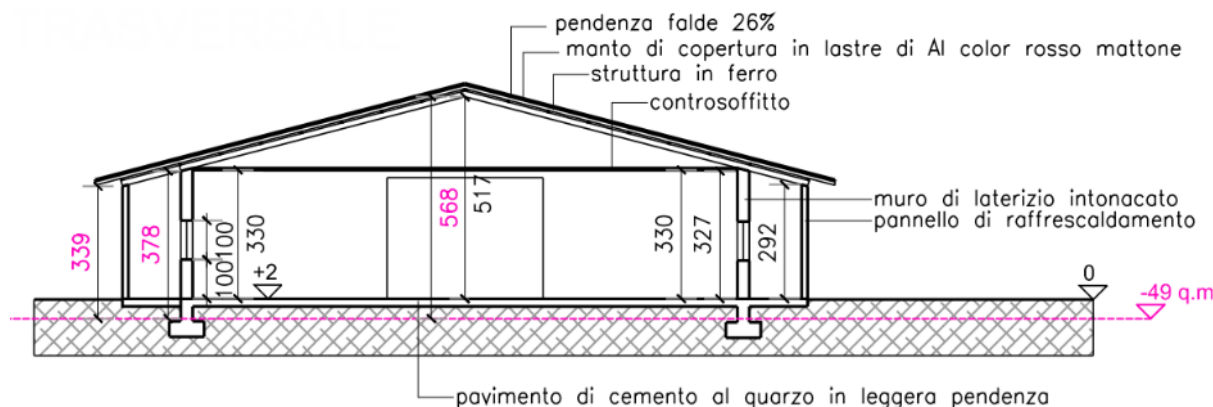 TRASVERSALE
pendenza falde 26%
manto di copertura in lastre di Al color rosso mattone
struttura in ferro
controsoffitto
muro di laterizio intonacato
pannello di raffrescaldamento
339
378
100
100
330
+2
568
517
330
327
292
0
-49 q.m
pavimento di cemento al quarzo in leggera pendenza